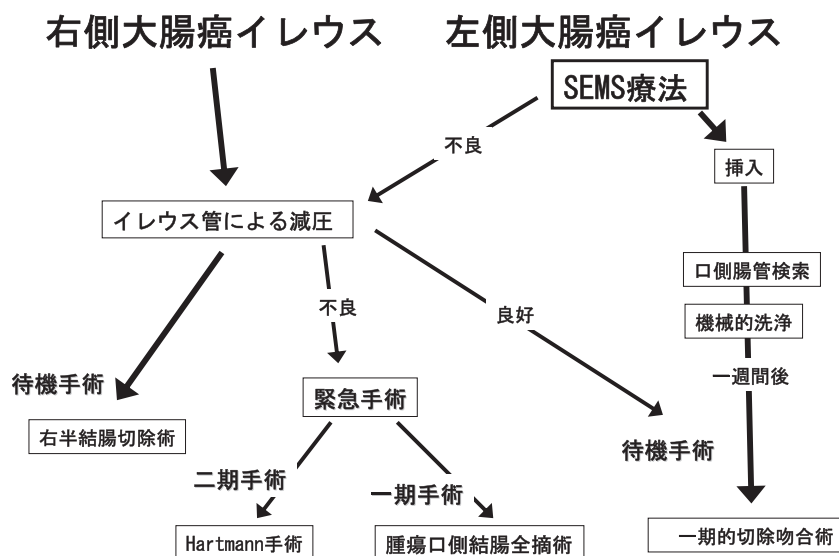 右側大腸癌イレウス
左側大腸癌イレウス
SEMS療法
不良
挿入
イレウス管による減圧
口側腸管検索
不良
良好
機械的洗浄
一週間後
待機手術
緊急手術
右半結腸切除術
待機手術
二期手術
一期手術
Hartmann手術
腫瘍口側結腸全摘術
一期的切除吻合術